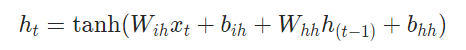 h_t = tanh(W_{ih}x_t + b_{ih} + W_{hh}h_{(t−1)} + b_{hh})